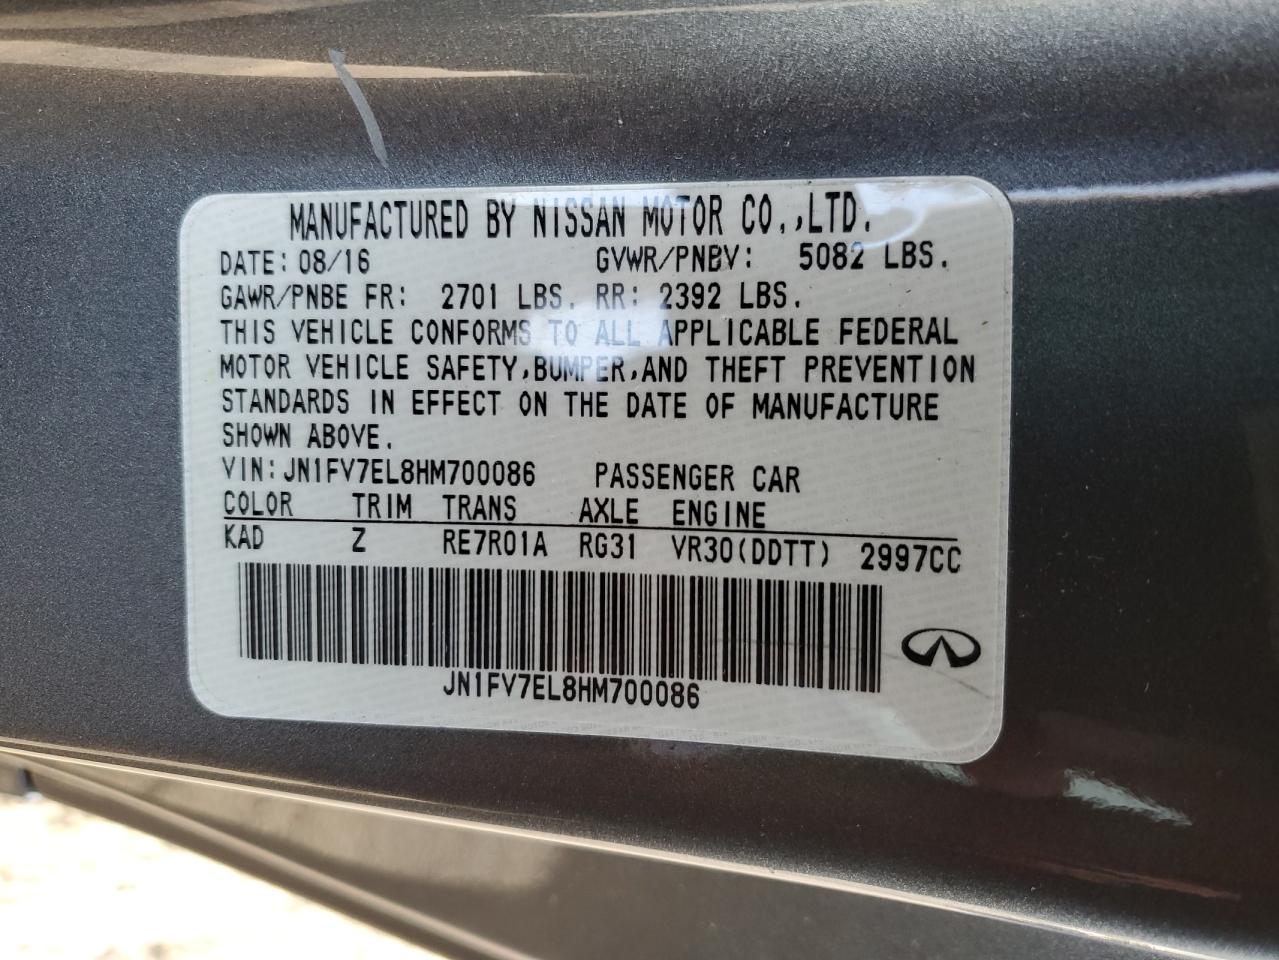 MANUFACTURED BY NISSAN MOTOR CO.,LTD.
DATE: 08/16 GVWR/PNBV: 5082 LBS.
GAWR/PNBE FR: 2701 LBS. RR: 2392 LBS.
THIS VEHICLE CONFORMS TO ALL APPLICABLE FEDERAL
MOTOR VEHICLE SAFETY,BUMPER,AND THEFT PREVENTION
STANDARDS IN EFFECT ON THE DATE OF MANUFACTURE
SHOWN ABOVE.
VIN: JN1FV7EL8HM700086 PASSENGER CAR
COLOR TRIM TRANS AXLE ENGINE
KAD Z RE7R01A RG31 VR30(DDTT) 2997CC
JN1FV7EL8HM700086